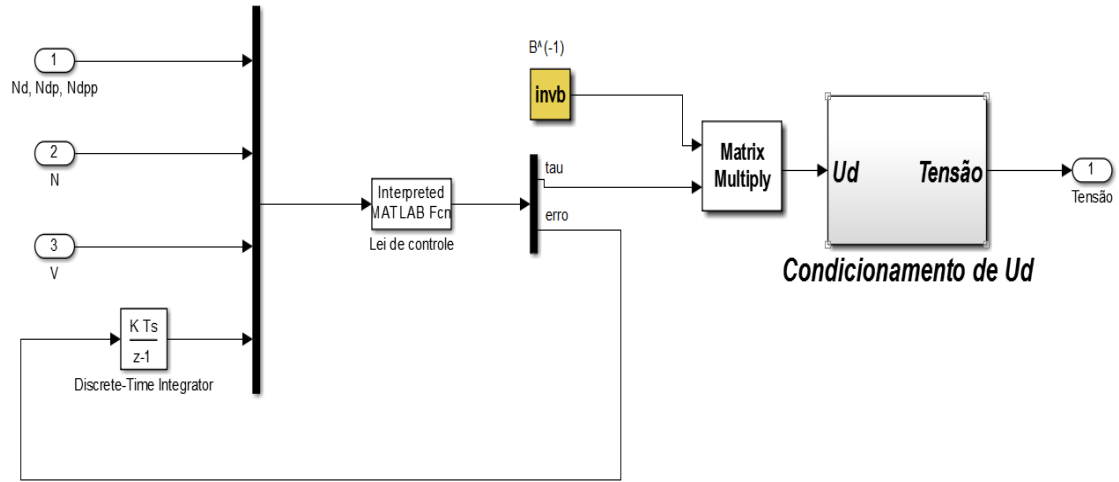 1
Nd, Ndp, Ndpp
2
N
3
V
K Ts
z-1
Discrete-Time Integrator
Interpreted
MATLAB Fcn
Lei de controle
B^(-1)
invb
tau
erro
Matrix
Multiply
Ud
Tensão
Condicionamento de Ud
1
Tensão